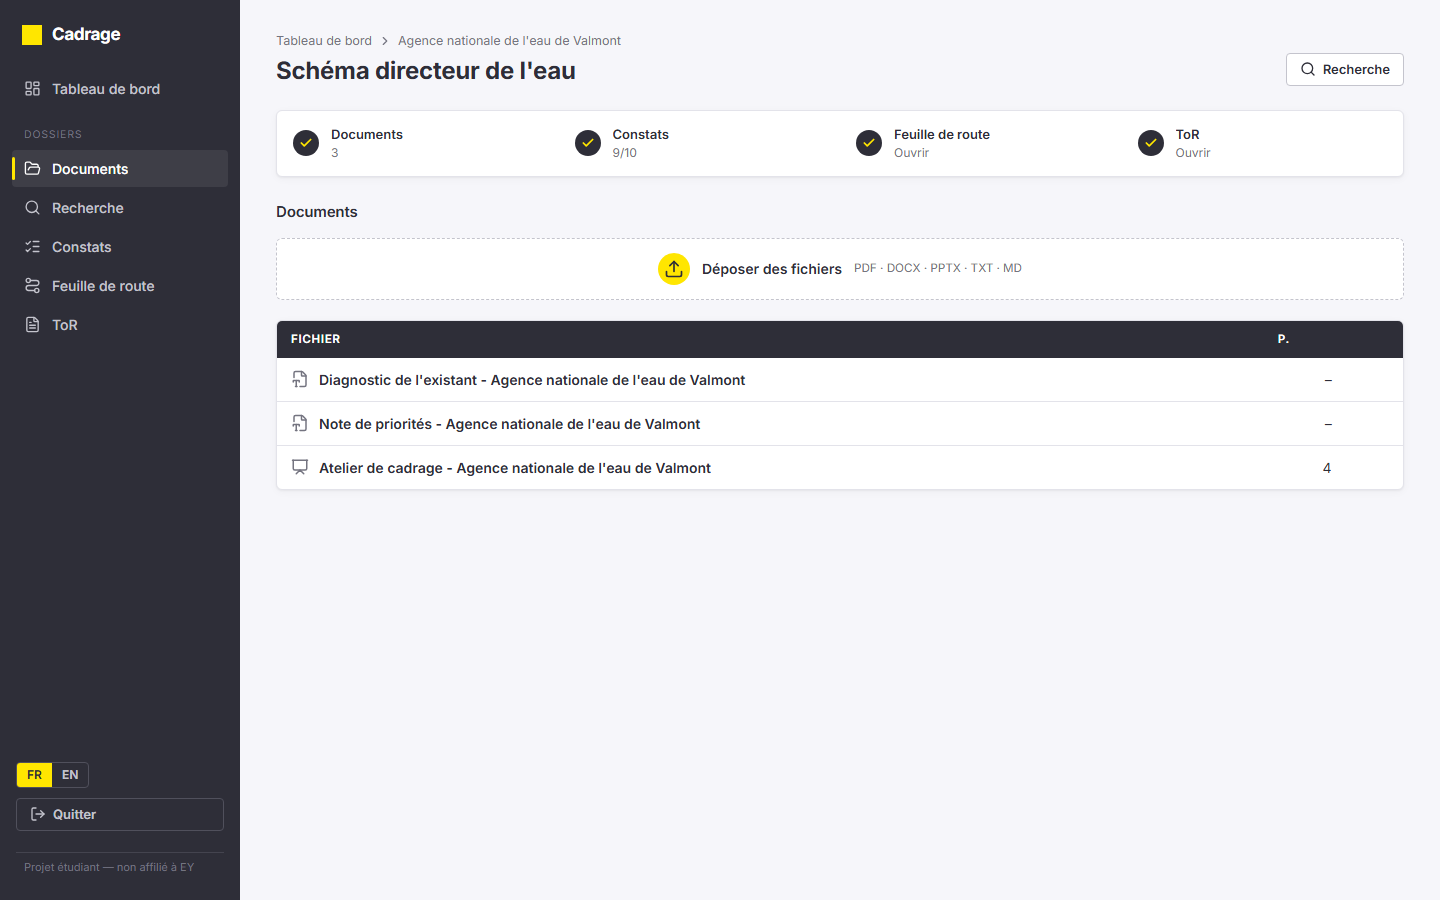 Cadrage
Tableau de bord
DOSSIERS
Documents
Recherche
Constats
Feuille de route
ToR
FR EN
Quitter
Projet étudiant — non affilié à EY
Tableau de bord > Agence nationale de l'eau de Valmont
Schéma directeur de l'eau
Recherche
Documents
3
Constats
9/10
Feuille de route
Ouvrir
ToR
Ouvrir
Documents
Déposer des fichiers PDF · DOCX · PPTX · TXT · MD
FICHIER P.
Diagnostic de l'existant - Agence nationale de l'eau de Valmont –
Note de priorités - Agence nationale de l'eau de Valmont –
Atelier de cadrage - Agence nationale de l'eau de Valmont 4